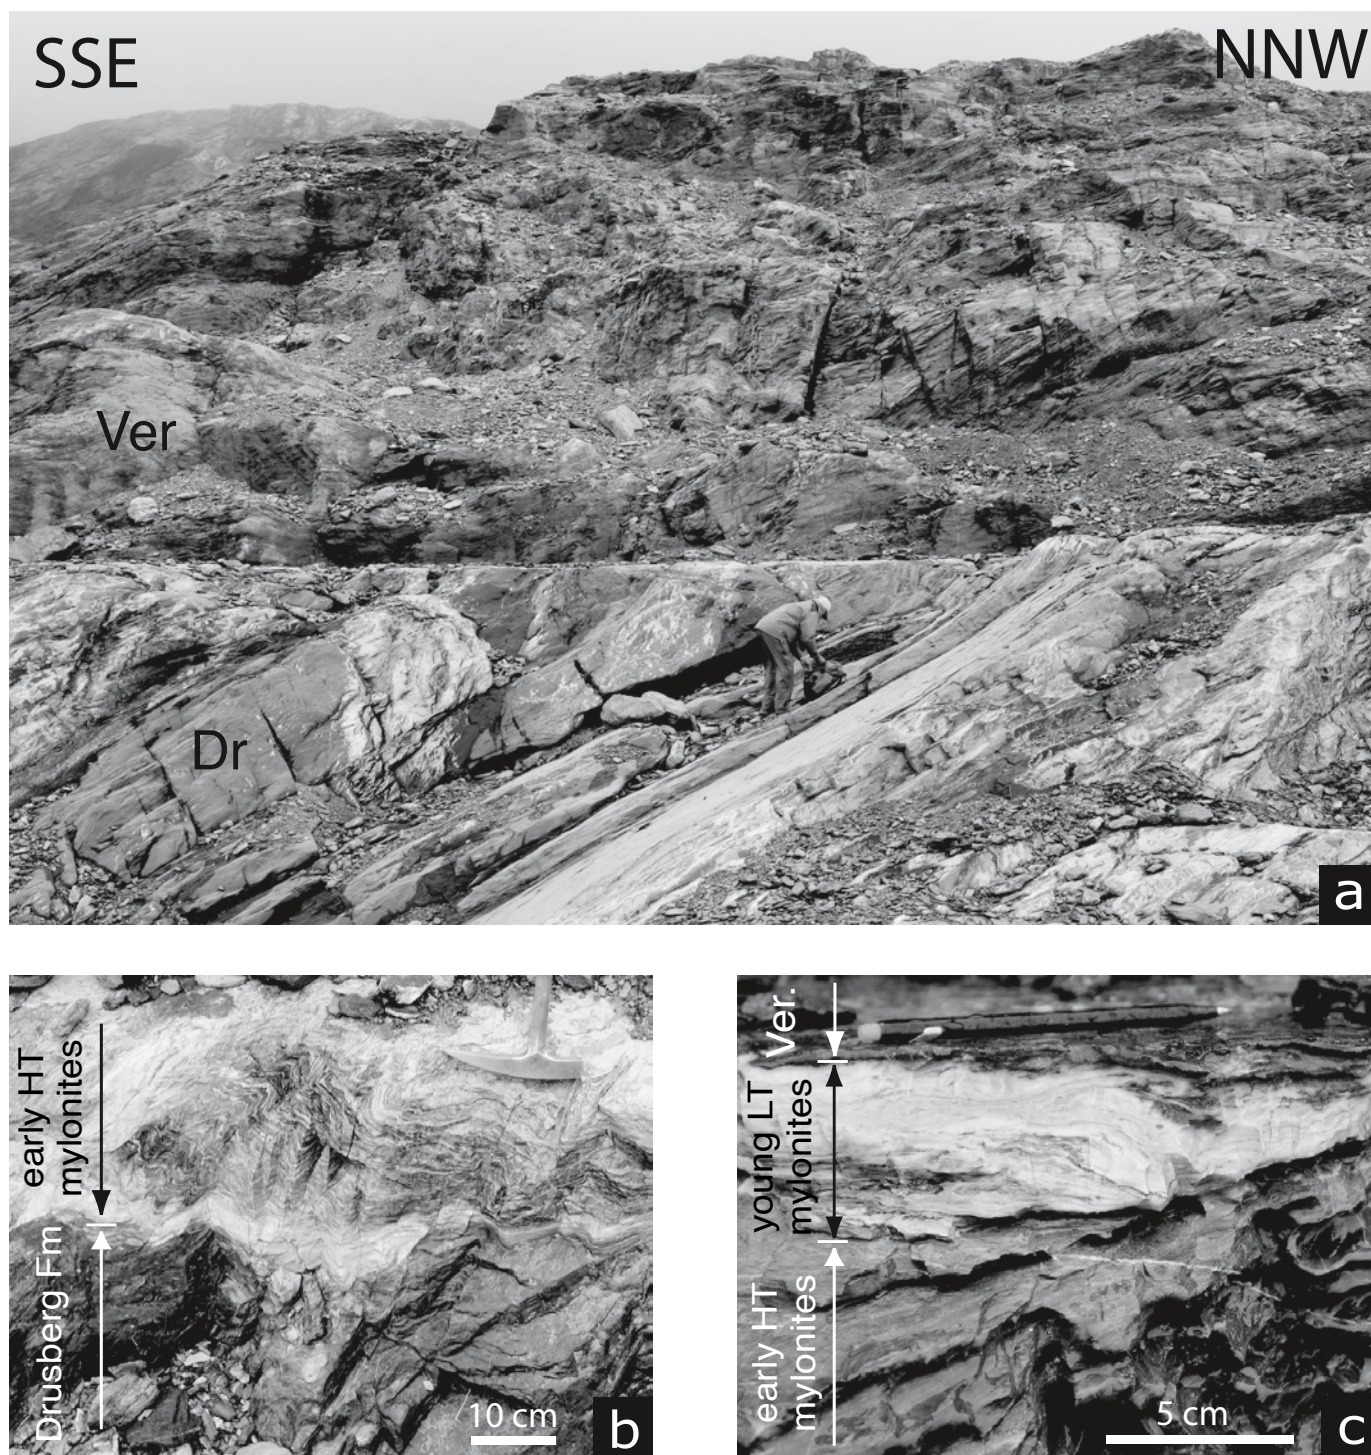 SSE
NNW
Ver
Dr
a
early HT
mylonites
Drusberg Fm
10 cm
b
Ver.
young LT
mylonites
early HT
mylonites
5 cm
c